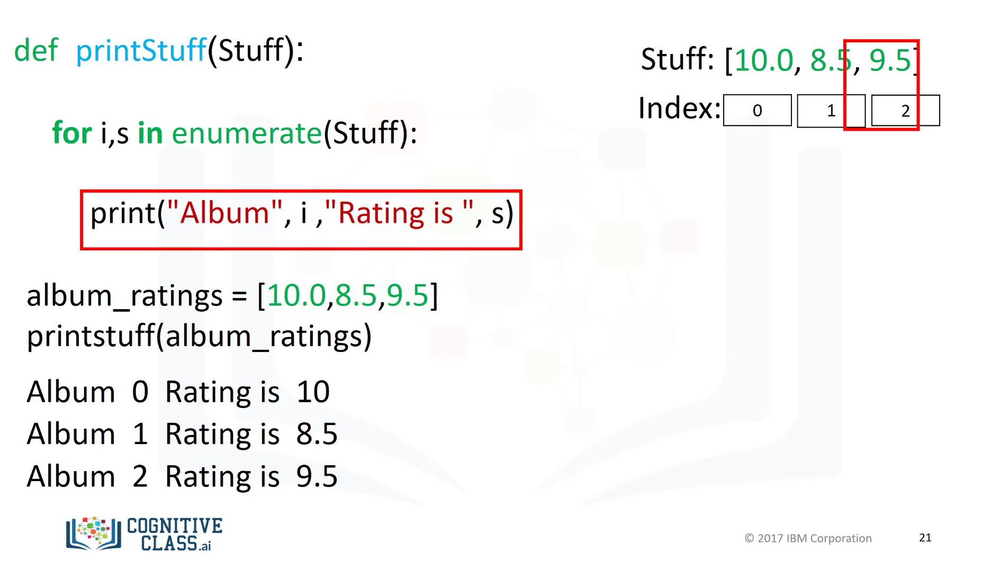 def printStuff(Stuff):
for i,s in enumerate(Stuff):
print("Album", i ,"Rating is ", s)
album_ratings = [10.0,8.5,9.5]
printstuff(album_ratings)
Album 0 Rating is 10
Album 1 Rating is 8.5
Album 2 Rating is 9.5
Stuff: [10.0, 8.5, 9.5]
Index: 0 1 2
COGNITIVE
CLASS.ai
© 2017 IBM Corporation 21